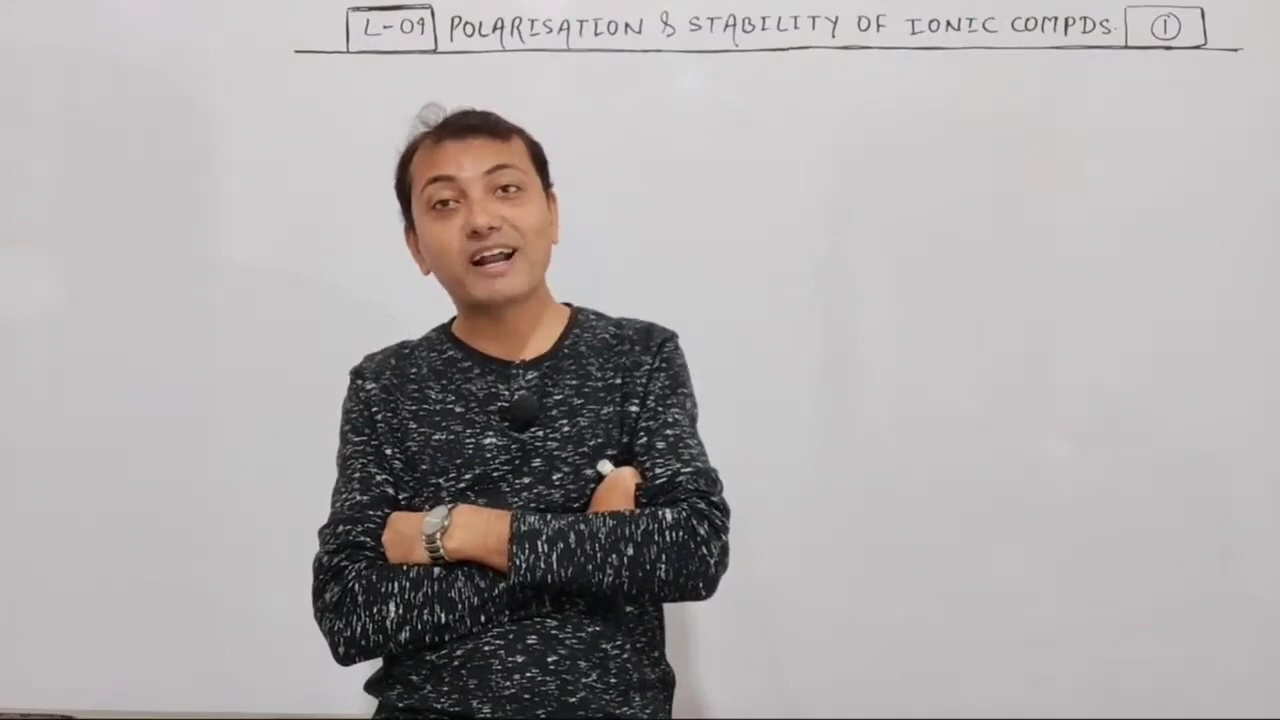 L-09 POLARISATION & STABILITY OF IONIC COMPDS. 1